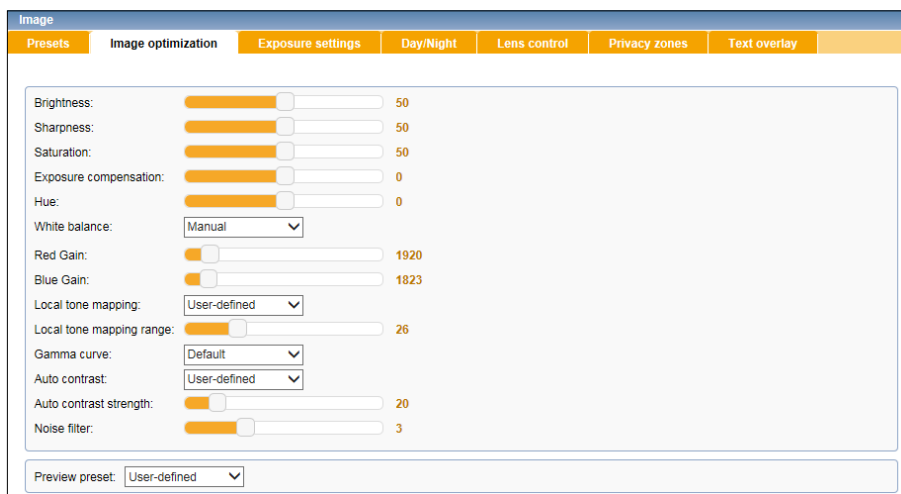 Image
Presets Image optimization Exposure settings Day/Night Lens control Privacy zones Text overlay
Brightness: 50
Sharpness: 50
Saturation: 50
Exposure compensation: 0
Hue: 0
White balance: Manual
Red Gain: 1920
Blue Gain: 1823
Local tone mapping: User-defined
Local tone mapping range: 26
Gamma curve: Default
Auto contrast: User-defined
Auto contrast strength: 20
Noise filter: 3
Preview preset: User-defined